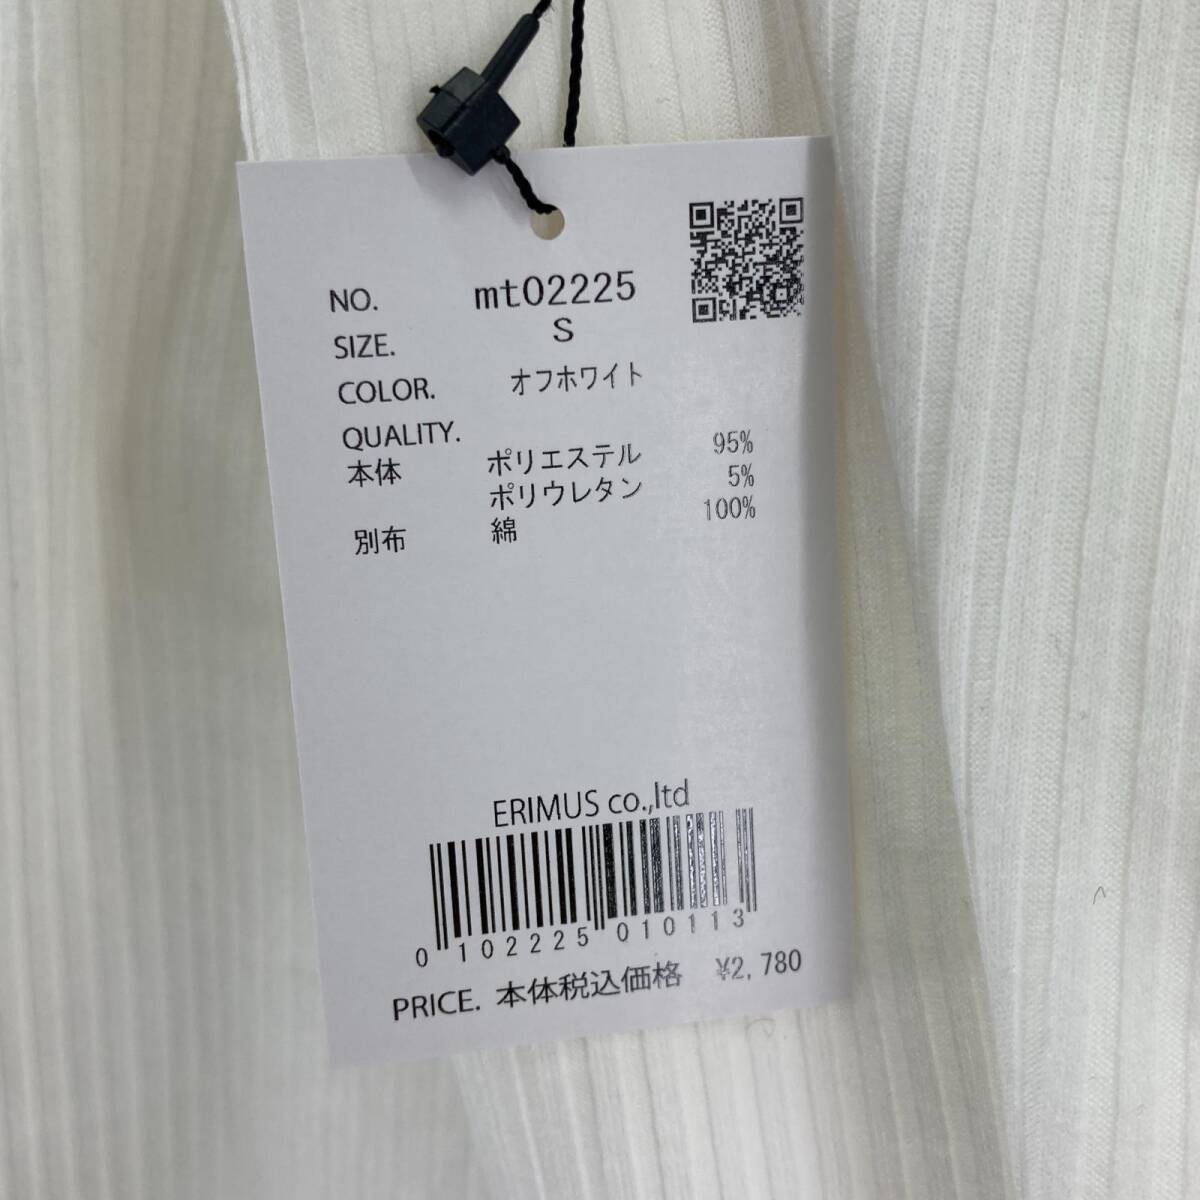 NO. mt02225
SIZE. S
COLOR. オフホワイト
QUALITY.
本体 ポリエステル 95%
ポリウレタン 5%
別布 綿 100%
ERIMUS co.,ltd
0 102225 010113
PRICE. 本体税込価格 ¥2,780